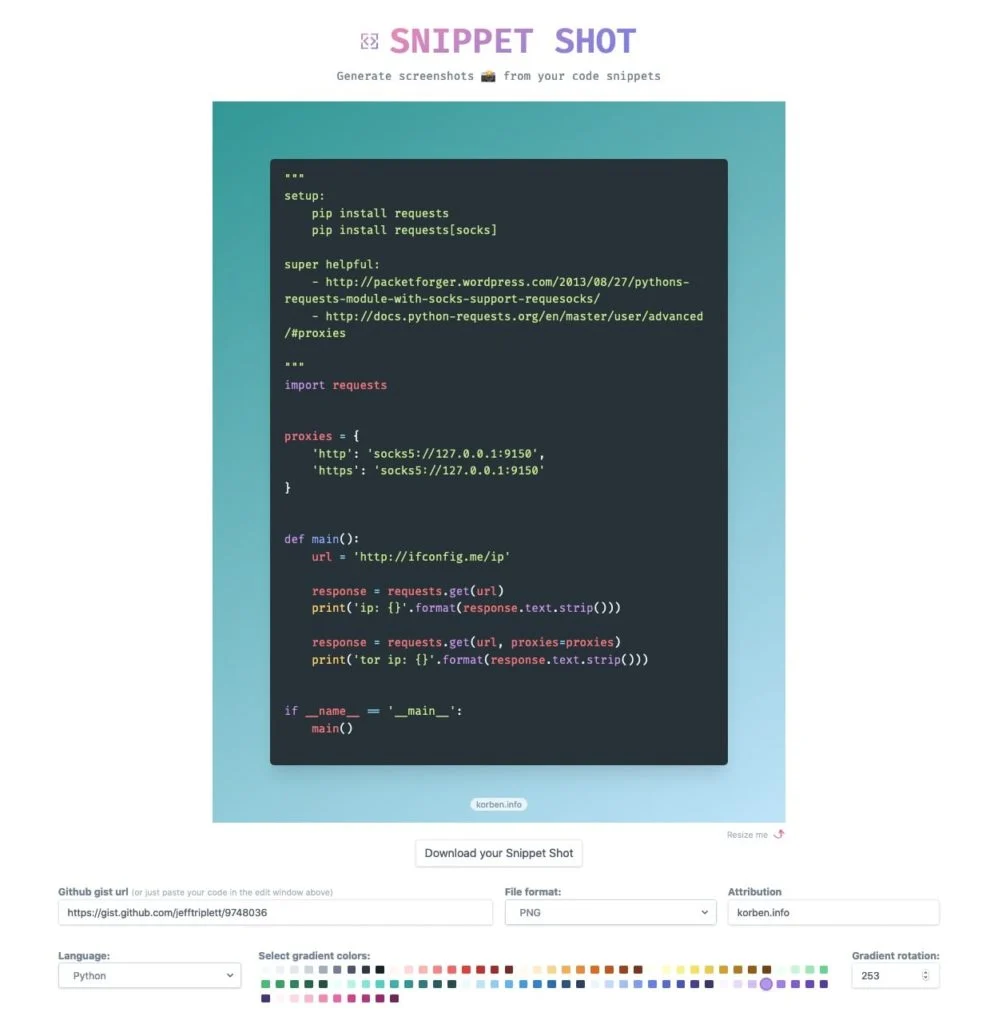 SNIPPET SHOT
Generate screenshots 📸 from your code snippets
"""
setup:
    pip install requests
    pip install requests[socks]

super helpful:
    - http://packetforger.wordpress.com/2013/08/27/pythons-
requests-module-with-socks-support-requesocks/
    - http://docs.python-requests.org/en/master/user/advanced
/#proxies

"""
import requests


proxies = {
    'http': 'socks5://127.0.0.1:9150',
    'https': 'socks5://127.0.0.1:9150'
}


def main():
    url = 'http://ifconfig.me/ip'

    response = requests.get(url)
    print('ip: {}'.format(response.text.strip()))

    response = requests.get(url, proxies=proxies)
    print('tor ip: {}'.format(response.text.strip()))


if __name__ == '__main__':
    main()
korben.info
Resize me
Download your Snippet Shot
Github gist url (or just paste your code in the edit window above)
https://gist.github.com/jefftriplett/9748036
File format:
PNG
Attribution
korben.info
Language:
Python
Select gradient colors:
Gradient rotation:
253